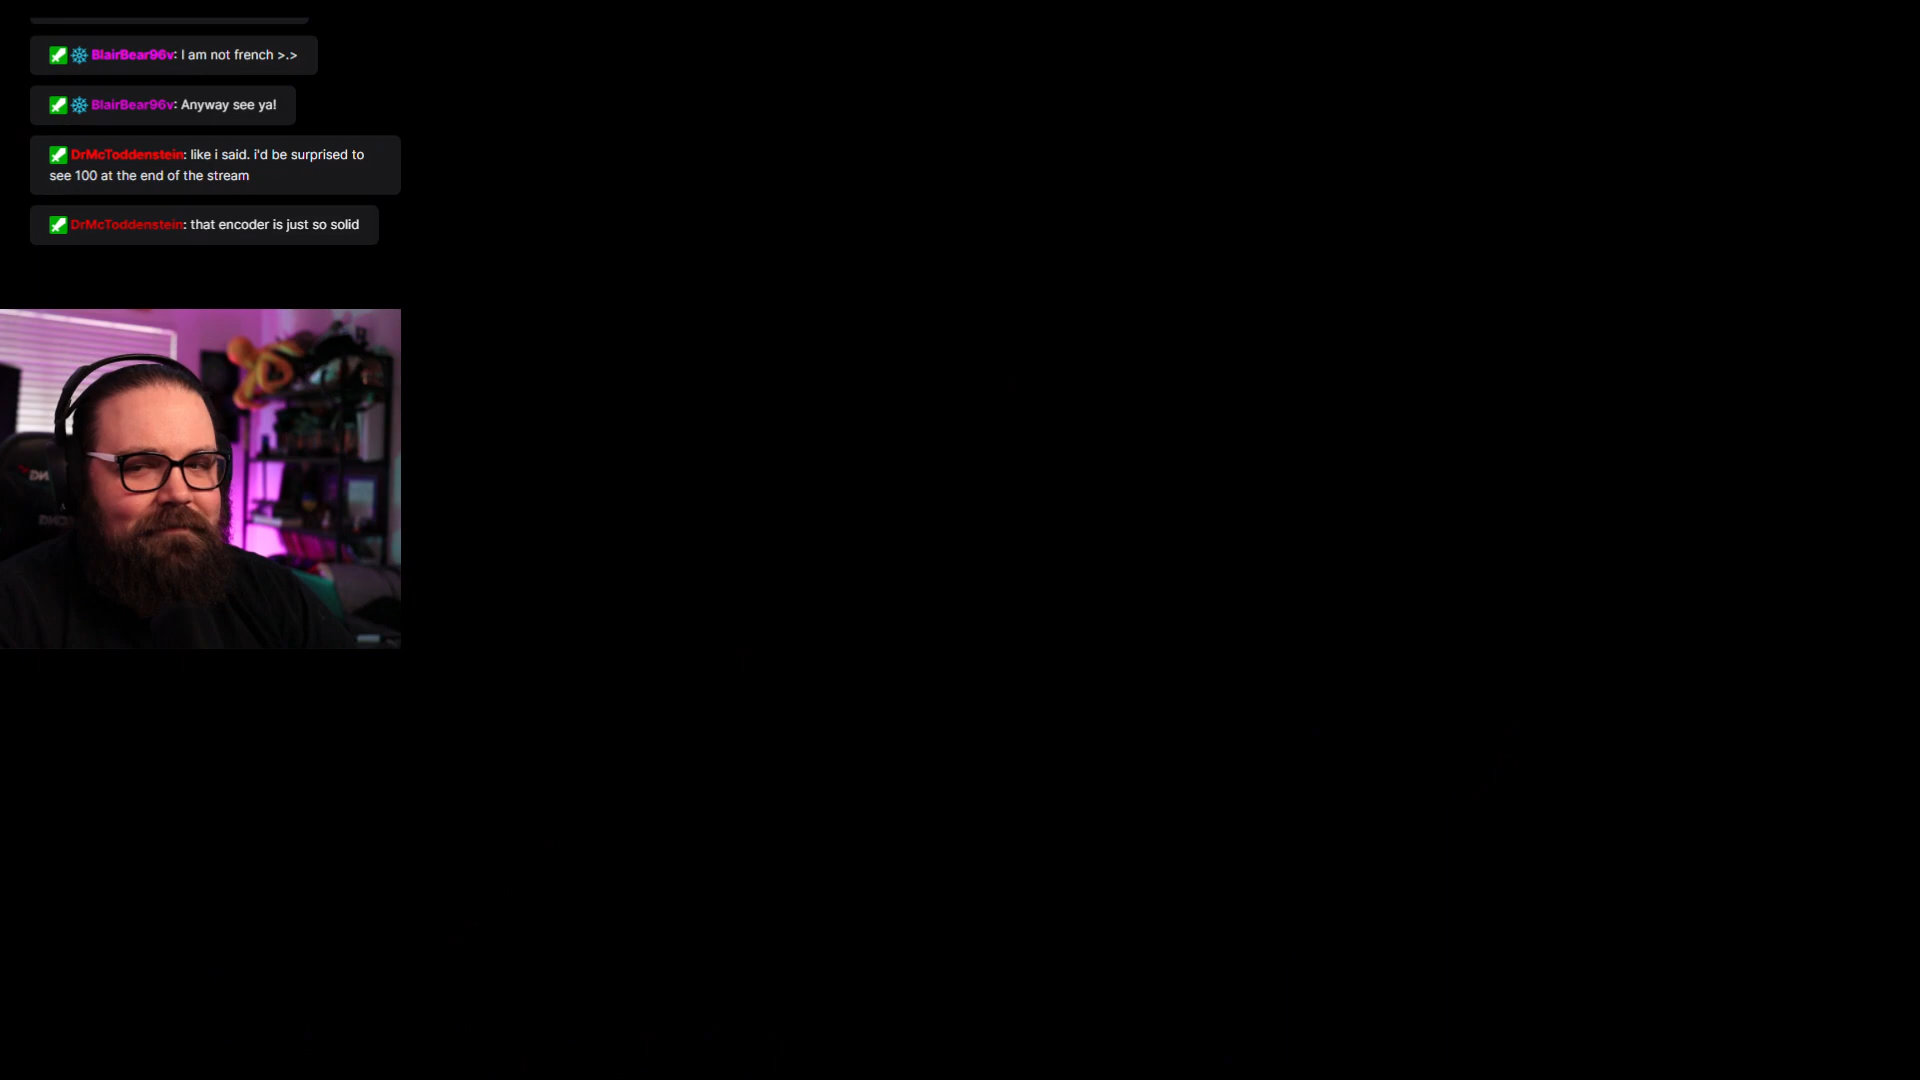 BlairBear96v: I am not french >.>
BlairBear96v: Anyway see ya!
DrMcToddenstein: like i said. i'd be surprised to
see 100 at the end of the stream
DrMcToddenstein: that encoder is just so solid